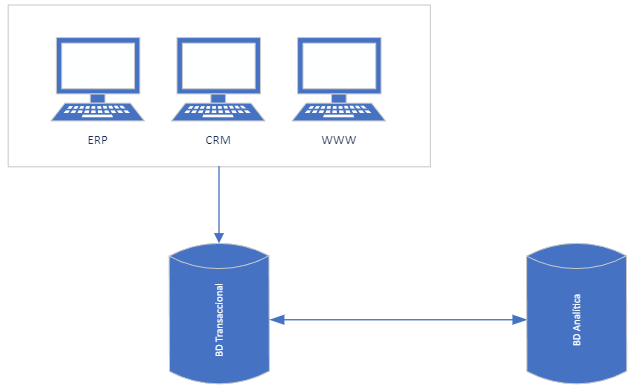 ERP
CRM
WWW
BD Transaccional
BD Analítica